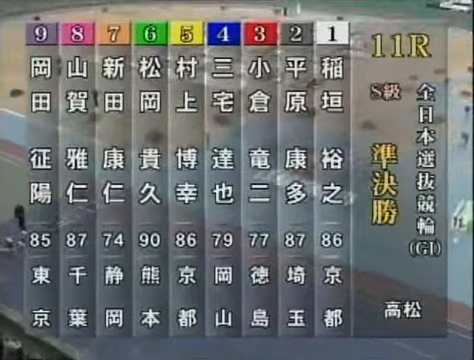 11R
S級
全日本選抜競輪(GI)
準決勝
高松
1 稲垣裕之 86 京都
2 平原康多 87 埼玉
3 小倉竜二 77 徳島
4 三宅達也 79 岡山
5 村上博幸 86 京都
6 松岡貴久 90 熊本
7 新田康仁 74 静岡
8 山賀雅仁 87 千葉
9 岡田征陽 85 東京